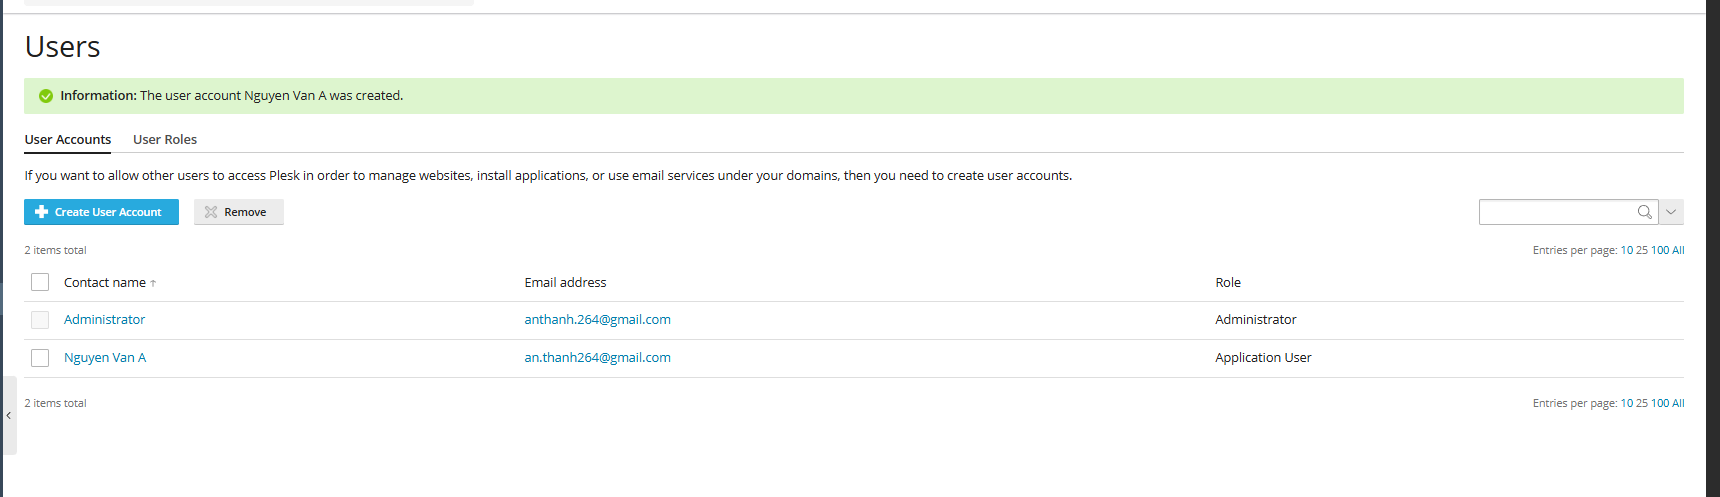 Users
Information: The user account Nguyen Van A was created.
User Accounts User Roles
If you want to allow other users to access Plesk in order to manage websites, install applications, or use email services under your domains, then you need to create user accounts.
Create User Account Remove
2 items total Entries per page: 10 25 100 All
Contact name ↑ Email address Role
Administrator anthanh.264@gmail.com Administrator
Nguyen Van A an.thanh264@gmail.com Application User
2 items total Entries per page: 10 25 100 All